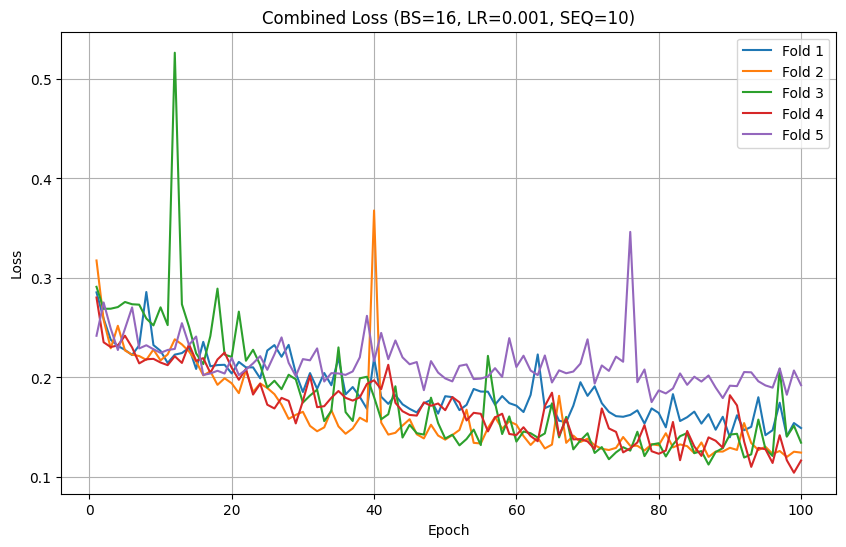 Combined Loss (BS=16, LR=0.001, SEQ=10)
Fold 1
Fold 2
Fold 3
Fold 4
Fold 5
Loss
0.5
0.4
0.3
0.2
0.1
0 20 40 60 80 100
Epoch